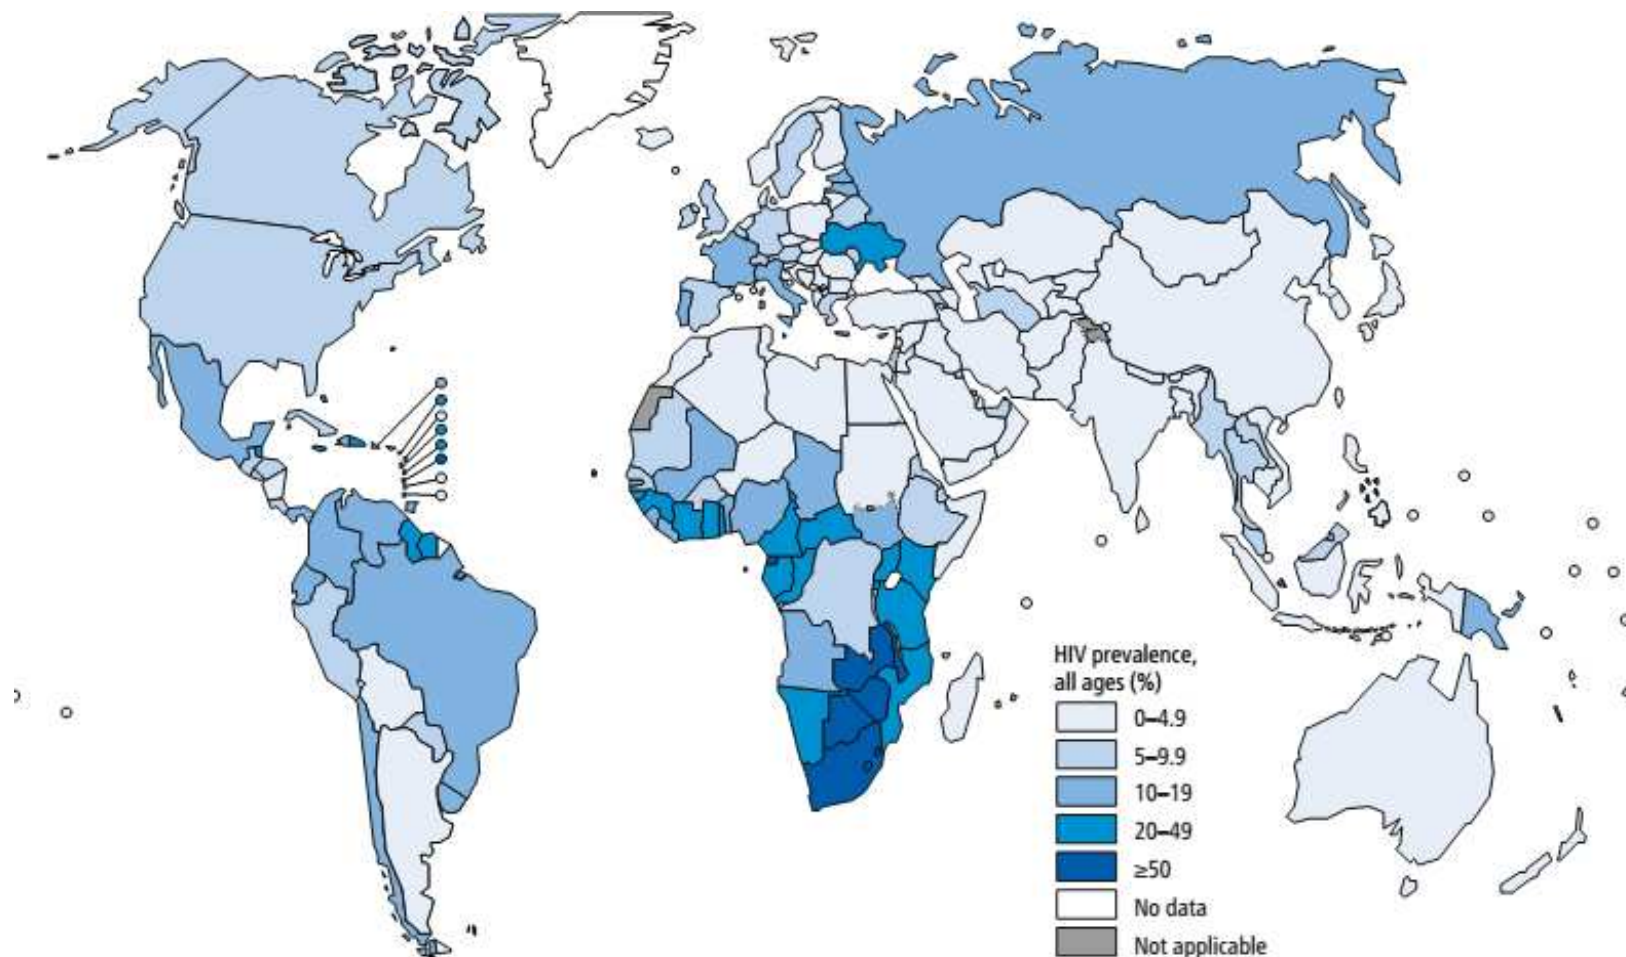 HIV prevalence,
all ages (%)
0–4.9
5–9.9
10–19
20–49
≥50
No data
Not applicable